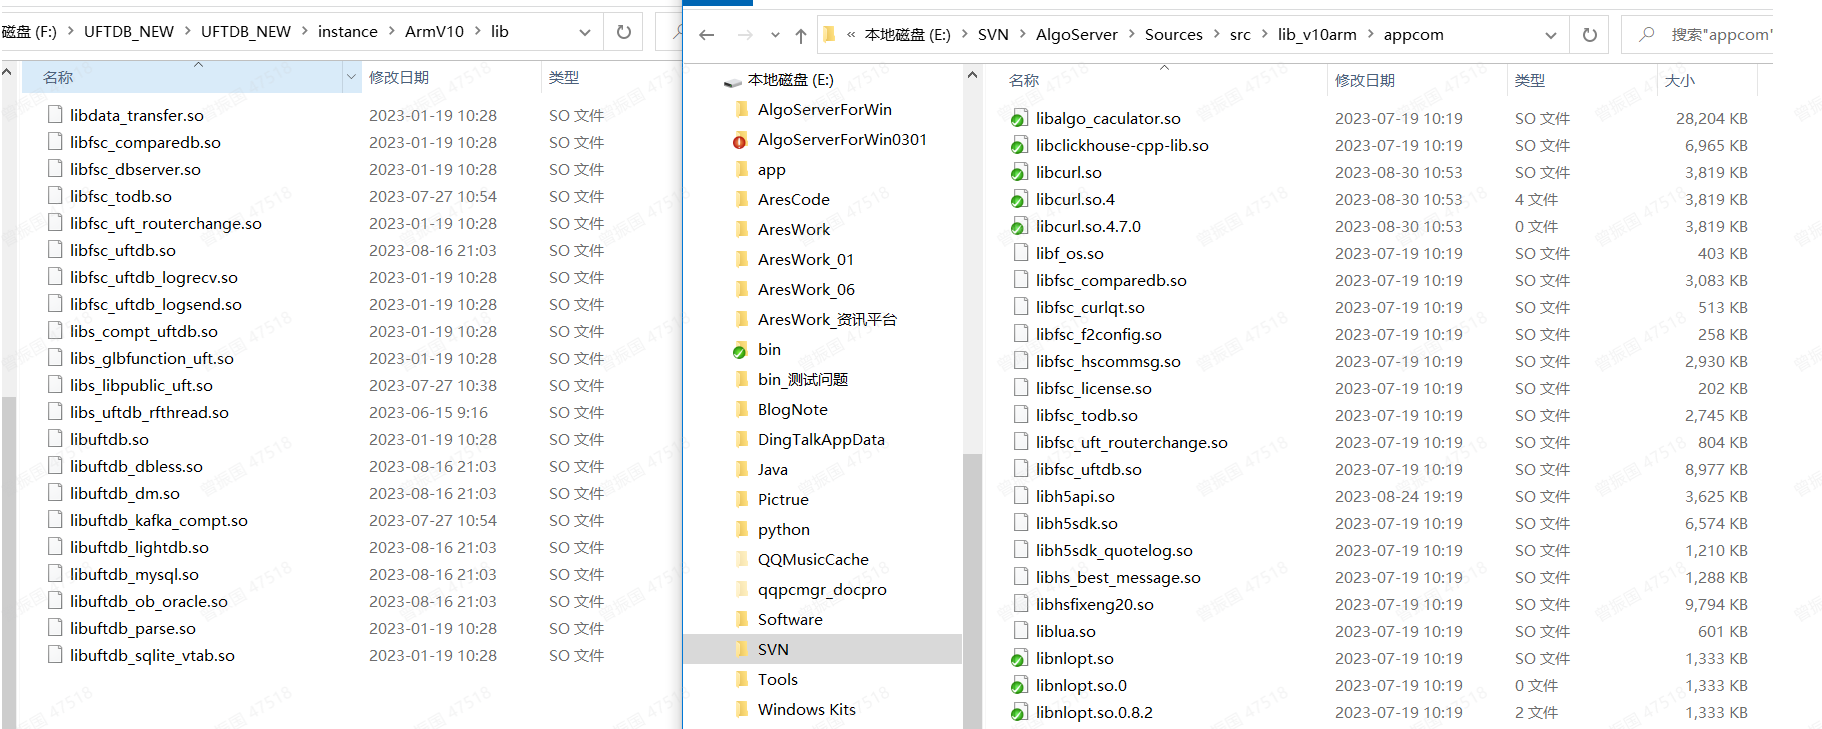 磁盘 (F:) > UFTDB_NEW > UFTDB_NEW > instance > ArmV10 > lib
名称 修改日期 类型
libdata_transfer.so 2023-01-19 10:28 SO 文件
libfsc_comparedb.so 2023-01-19 10:28 SO 文件
libfsc_dbserver.so 2023-01-19 10:28 SO 文件
libfsc_todb.so 2023-07-27 10:54 SO 文件
libfsc_uft_routerchange.so 2023-01-19 10:28 SO 文件
libfsc_uftdb.so 2023-08-16 21:03 SO 文件
libfsc_uftdb_logrecv.so 2023-01-19 10:28 SO 文件
libfsc_uftdb_logsend.so 2023-01-19 10:28 SO 文件
libs_compt_uftdb.so 2023-01-19 10:28 SO 文件
libs_glbfunction_uft.so 2023-01-19 10:28 SO 文件
libs_libpublic_uft.so 2023-07-27 10:38 SO 文件
libs_uftdb_rfthread.so 2023-06-15 9:16 SO 文件
libuftdb.so 2023-01-19 10:28 SO 文件
libuftdb_dbless.so 2023-08-16 21:03 SO 文件
libuftdb_dm.so 2023-08-16 21:03 SO 文件
libuftdb_kafka_compt.so 2023-07-27 10:54 SO 文件
libuftdb_lightdb.so 2023-08-16 21:03 SO 文件
libuftdb_mysql.so 2023-08-16 21:03 SO 文件
libuftdb_ob_oracle.so 2023-08-16 21:03 SO 文件
libuftdb_parse.so 2023-01-19 10:28 SO 文件
libuftdb_sqlite_vtab.so 2023-01-19 10:28 SO 文件
« 本地磁盘 (E:) > SVN > AlgoServer > Sources > src > lib_v10arm > appcom
搜索"appcom"
本地磁盘 (E:)
AlgoServerForWin
AlgoServerForWin0301
app
AresCode
AresWork
AresWork_01
AresWork_06
AresWork_资讯平台
bin
bin_测试问题
BlogNote
DingTalkAppData
Java
Pictrue
python
QQMusicCache
qqpcmgr_docpro
Software
SVN
Tools
Windows Kits
名称 修改日期 类型 大小
libalgo_caculator.so 2023-07-19 10:19 SO 文件 28,204 KB
libclickhouse-cpp-lib.so 2023-07-19 10:19 SO 文件 6,965 KB
libcurl.so 2023-08-30 10:53 SO 文件 3,819 KB
libcurl.so.4 2023-08-30 10:53 4 文件 3,819 KB
libcurl.so.4.7.0 2023-08-30 10:53 0 文件 3,819 KB
libf_os.so 2023-07-19 10:19 SO 文件 403 KB
libfsc_comparedb.so 2023-07-19 10:19 SO 文件 3,083 KB
libfsc_curlqt.so 2023-07-19 10:19 SO 文件 513 KB
libfsc_f2config.so 2023-07-19 10:19 SO 文件 258 KB
libfsc_hscommsg.so 2023-07-19 10:19 SO 文件 2,930 KB
libfsc_license.so 2023-07-19 10:19 SO 文件 202 KB
libfsc_todb.so 2023-07-19 10:19 SO 文件 2,745 KB
libfsc_uft_routerchange.so 2023-07-19 10:19 SO 文件 804 KB
libfsc_uftdb.so 2023-07-19 10:19 SO 文件 8,977 KB
libh5api.so 2023-08-24 19:19 SO 文件 3,625 KB
libh5sdk.so 2023-07-19 10:19 SO 文件 6,574 KB
libh5sdk_quotelog.so 2023-07-19 10:19 SO 文件 1,210 KB
libhs_best_message.so 2023-07-19 10:19 SO 文件 1,288 KB
libhsfixeng20.so 2023-07-19 10:19 SO 文件 9,794 KB
liblua.so 2023-07-19 10:19 SO 文件 601 KB
libnlopt.so 2023-07-19 10:19 SO 文件 1,333 KB
libnlopt.so.0 2023-07-19 10:19 0 文件 1,333 KB
libnlopt.so.0.8.2 2023-07-19 10:19 2 文件 1,333 KB
曾振国 47518